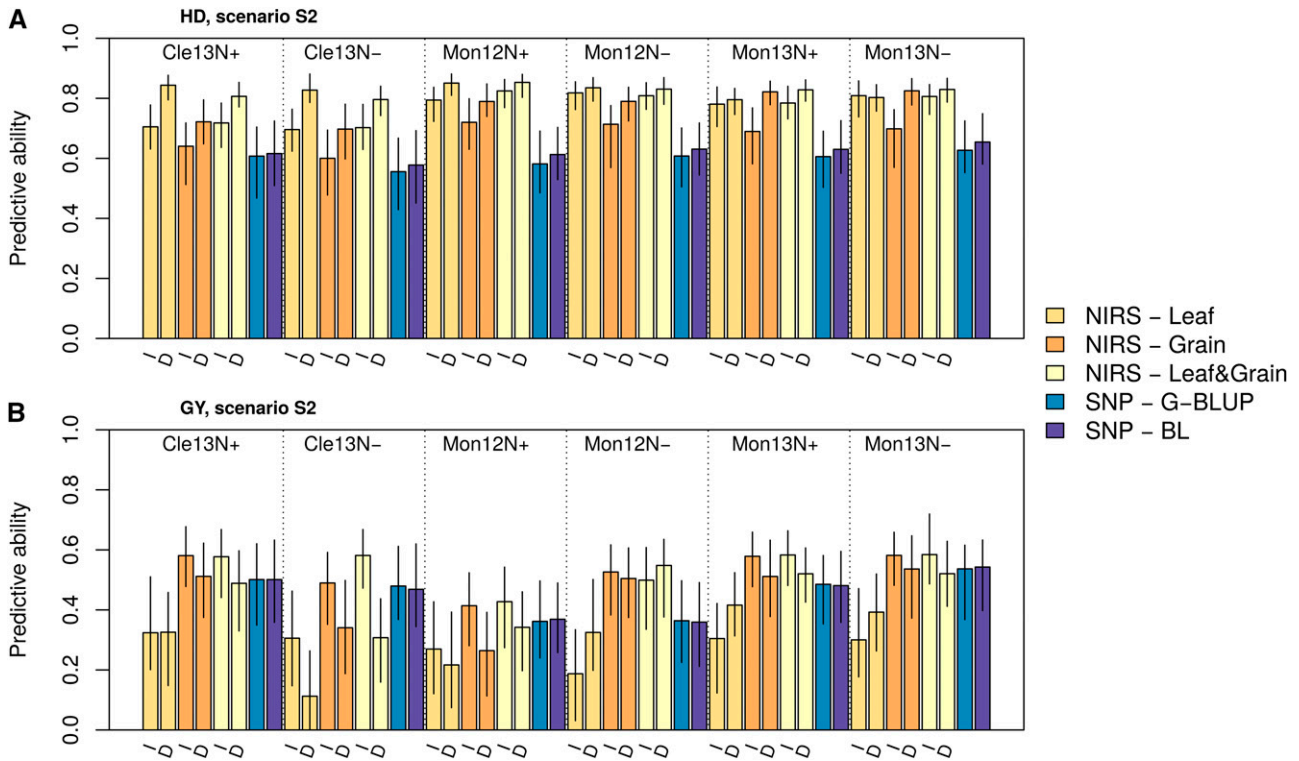 A
HD, scenario S2
Predictive ability
1.0
0.8
0.6
0.4
0.2
0.0
Cle13N+ Cle13N− Mon12N+ Mon12N− Mon13N+ Mon13N−
I D I D I D I D I D I D I D I D I D I D I D I D I D I D I D I D I D I D
NIRS − Leaf
NIRS − Grain
NIRS − Leaf&Grain
SNP − G−BLUP
SNP − BL
B
GY, scenario S2
Predictive ability
1.0
0.8
0.6
0.4
0.2
0.0
Cle13N+ Cle13N− Mon12N+ Mon12N− Mon13N+ Mon13N−
I D I D I D I D I D I D I D I D I D I D I D I D I D I D I D I D I D I D